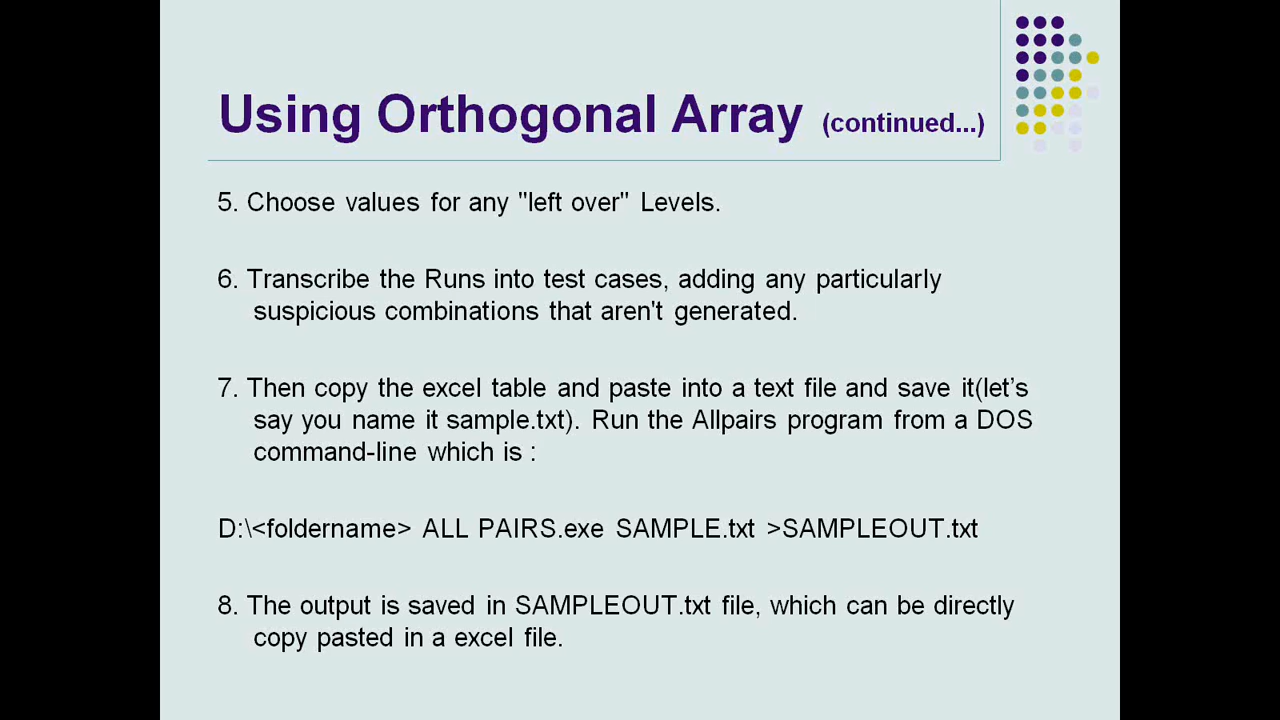 Using Orthogonal Array (continued...)
5. Choose values for any "left over" Levels.
6. Transcribe the Runs into test cases, adding any particularly
suspicious combinations that aren't generated.
7. Then copy the excel table and paste into a text file and save it(let’s
say you name it sample.txt). Run the Allpairs program from a DOS
command-line which is :
D:\<foldername> ALL PAIRS.exe SAMPLE.txt >SAMPLEOUT.txt
8. The output is saved in SAMPLEOUT.txt file, which can be directly
copy pasted in a excel file.